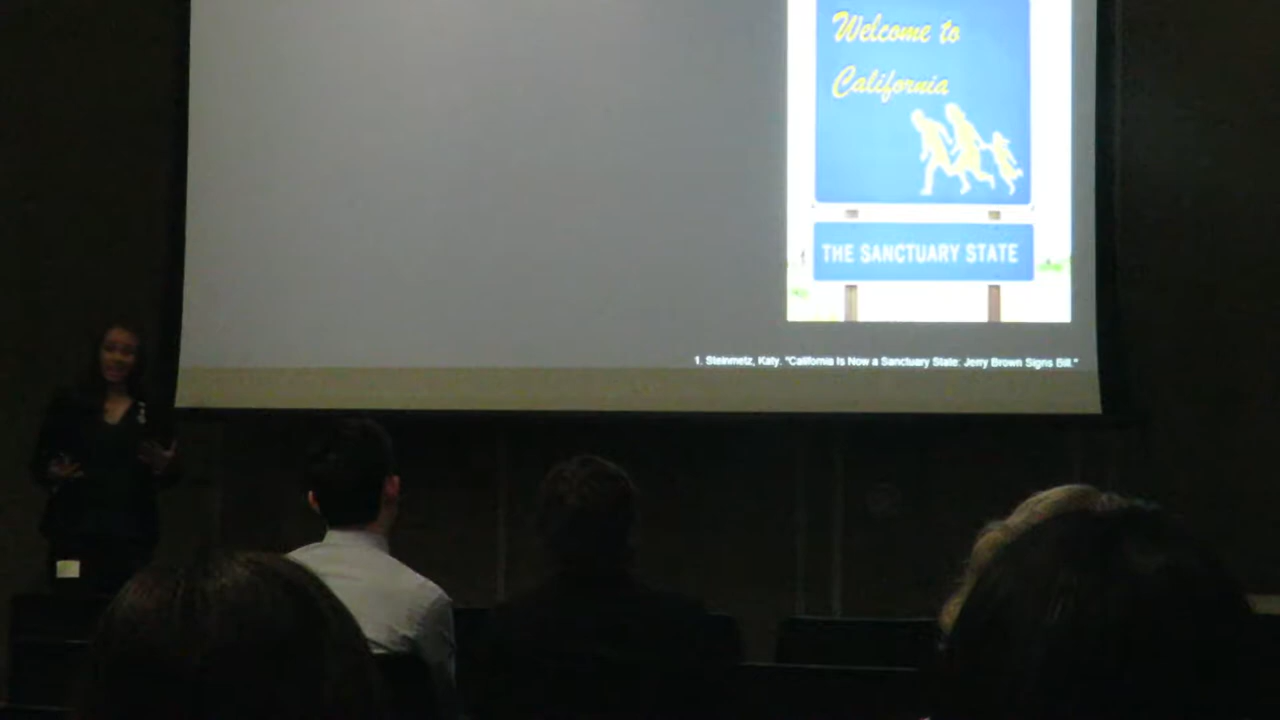 Welcome to
California
THE SANCTUARY STATE
1. Steinmetz, Katy. "California Is Now a Sanctuary State: Jerry Brown Signs Bill."